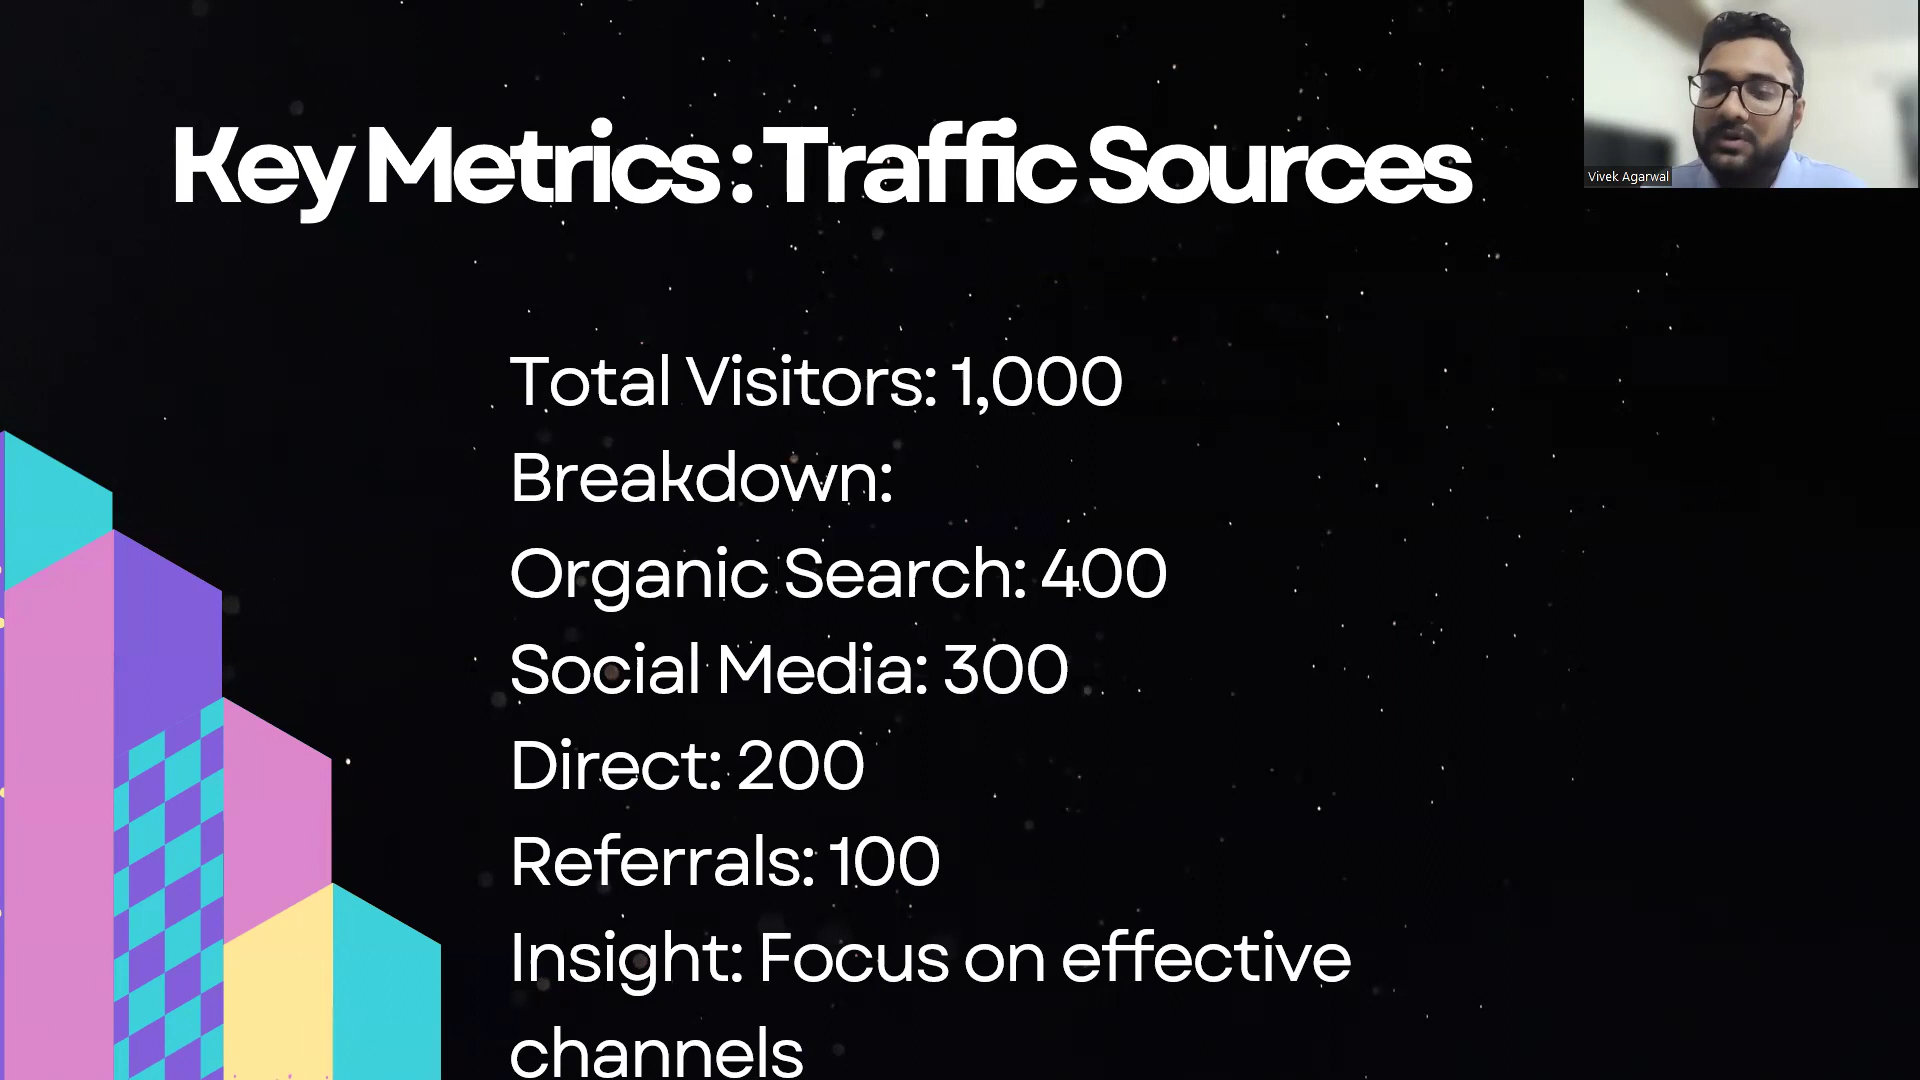 Key Metrics : Traffic Sources
Vivek Agarwal
Total Visitors: 1,000
Breakdown:
Organic Search: 400
Social Media: 300
Direct: 200
Referrals: 100
Insight: Focus on effective
channels